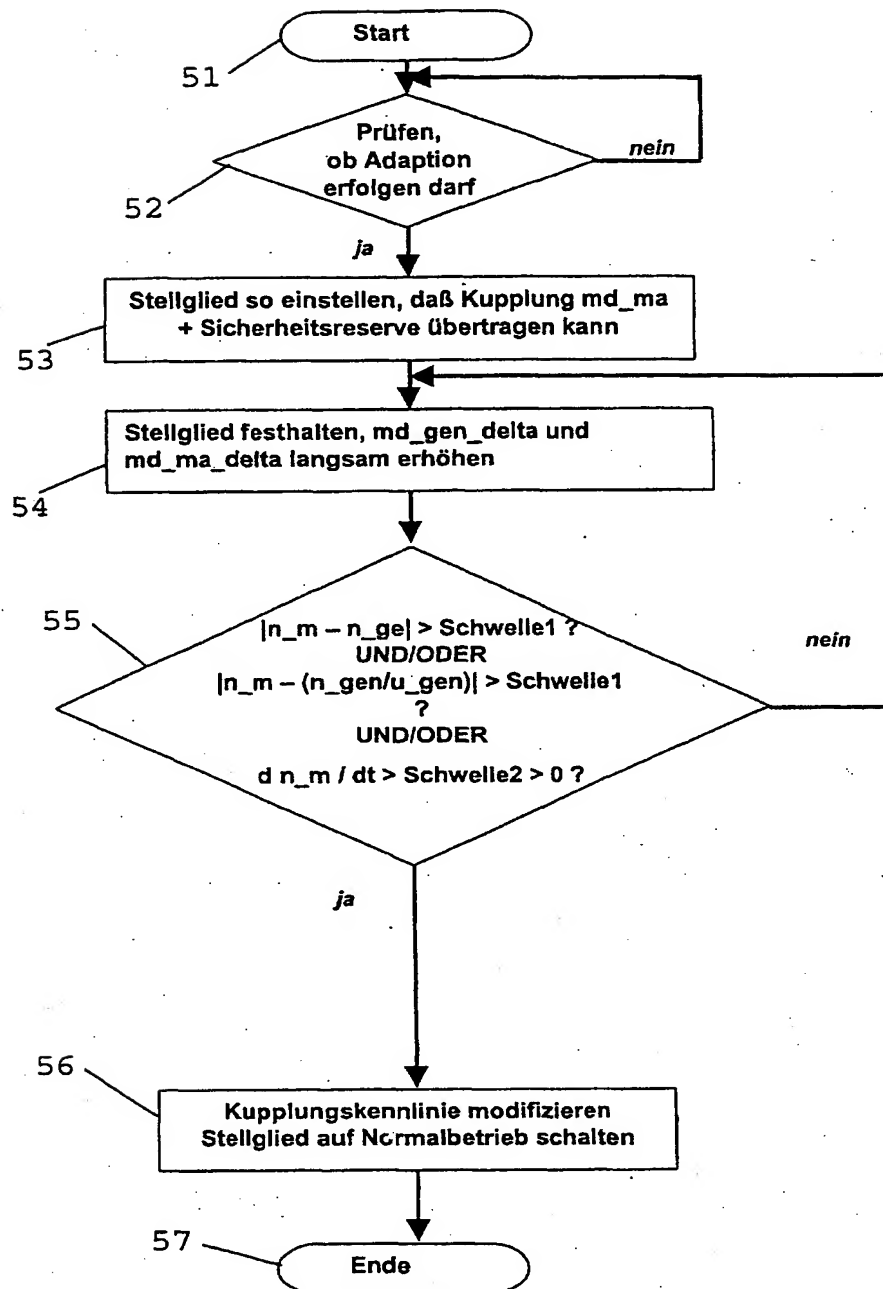 Start
51
Prüfen,
ob Adaption
erfolgen darf
nein
52
ja
Stellglied so einstellen, daß Kupplung md_ma
+ Sicherheitsreserve übertragen kann
53
Stellglied festhalten, md_gen_delta und
md_ma_delta langsam erhöhen
54
55
|n_m – n_ge| > Schwelle1 ?
UND/ODER
|n_m – (n_gen/u_gen)| > Schwelle1
?
UND/ODER
d n_m / dt > Schwelle2 > 0 ?
nein
ja
56
Kupplungskennlinie modifizieren
Stellglied auf Normalbetrieb schalten
57
Ende